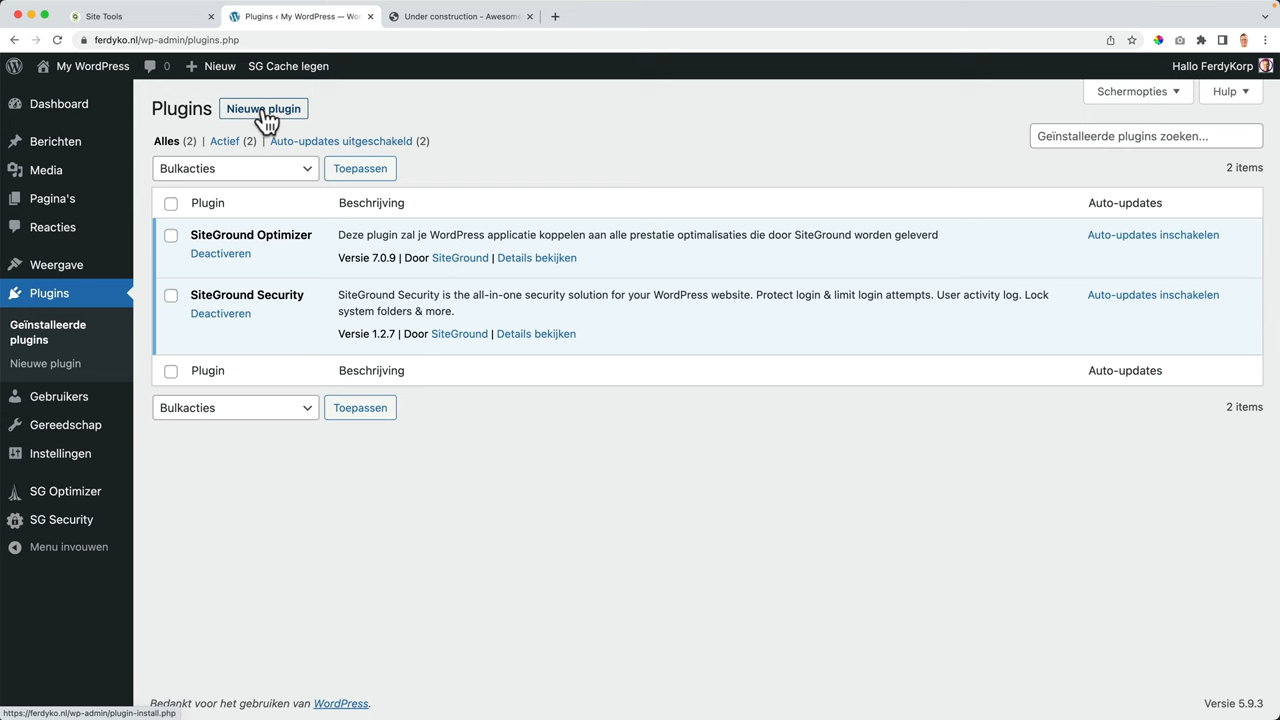 Site Tools
Plugins ‹ My WordPress — Wor
Under construction - Awesome
ferdyko.nl/wp-admin/plugins.php
My WordPress
0
Nieuw
SG Cache legen
Hallo FerdyKorp
Dashboard
Berichten
Media
Pagina's
Reacties
Weergave
Plugins
Geïnstalleerde
plugins
Nieuwe plugin
Gebruikers
Gereedschap
Instellingen
SG Optimizer
SG Security
Menu invouwen
Plugins
Nieuwe plugin
Schermopties
Hulp
Alles (2) | Actief (2) | Auto-updates uitgeschakeld (2)
Geïnstalleerde plugins zoeken...
Bulkacties
Toepassen
2 items
Plugin
Beschrijving
Auto-updates
SiteGround Optimizer
Deactiveren
Deze plugin zal je WordPress applicatie koppelen aan alle prestatie optimalisaties die door SiteGround worden geleverd
Versie 7.0.9 | Door SiteGround | Details bekijken
Auto-updates inschakelen
SiteGround Security
Deactiveren
SiteGround Security is the all-in-one security solution for your WordPress website. Protect login & limit login attempts. User activity log. Lock
system folders & more.
Versie 1.2.7 | Door SiteGround | Details bekijken
Auto-updates inschakelen
Plugin
Beschrijving
Auto-updates
Bulkacties
Toepassen
2 items
Bedankt voor het gebruiken van WordPress.
Versie 5.9.3
https://ferdyko.nl/wp-admin/plugin-install.php